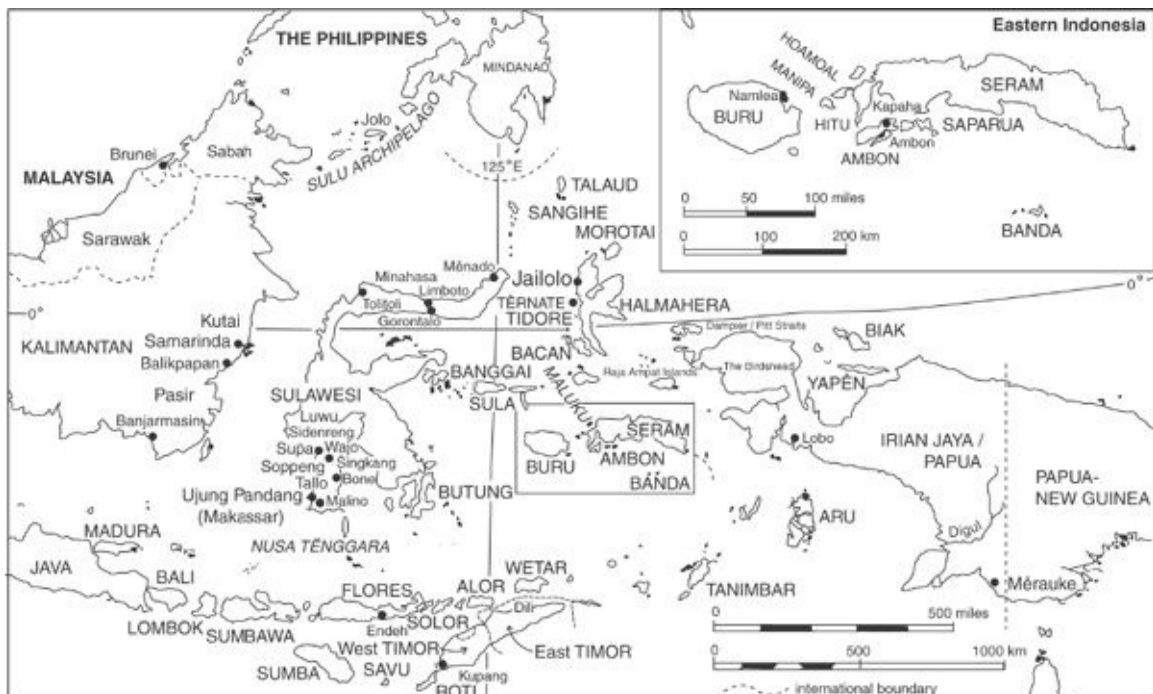 THE PHILIPPINES
MINDANAO
Jolo
SULU ARCHIPELAGO
Brunei
Sabah
MALAYSIA
Sarawak
125°E
TALAUD
SANGIHE
MOROTAI
Mĕnado
Minahasa
Limboto
Tolitoli
Gorontalo
Jailolo
TĔRNATE
TIDORE
HALMAHERA
0°
0°
Kutai
KALIMANTAN
Samarinda
Balikpapan
Pasir
Banjarmasin
BACAN
Dampier / Pitt Straits
BIAK
Raja Ampat Islands
The Birdshead
YAPĔN
BANGGAI
SULA
MALUKU
SULAWESI
Luwu
Sidenreng
Supa
Wajo
Soppeng
Singkang
Tallo
Bone
Ujung Pandang
(Makassar)
Malino
BUTUNG
SERAM
BURU
AMBON
BANDA
Lobo
IRIAN JAYA /
PAPUA
PAPUA-
NEW GUINEA
ARU
Digul
Mĕrauke
TANIMBAR
MADURA
JAVA
BALI
NUSA TĔNGGARA
LOMBOK
SUMBAWA
FLORES
Endeh
SOLOR
ALOR
WETAR
Dili
SUMBA
West TIMOR
SAVU
East TIMOR
Kupang
ROTI
0
500 miles
0
500
1000 km
international boundary
Eastern Indonesia
HOAMOAL
MANIPA
SERAM
Namlea
BURU
Kapaha
HITU
SAPARUA
Ambon
AMBON
0
50
100 miles
0
100
200 km
BANDA